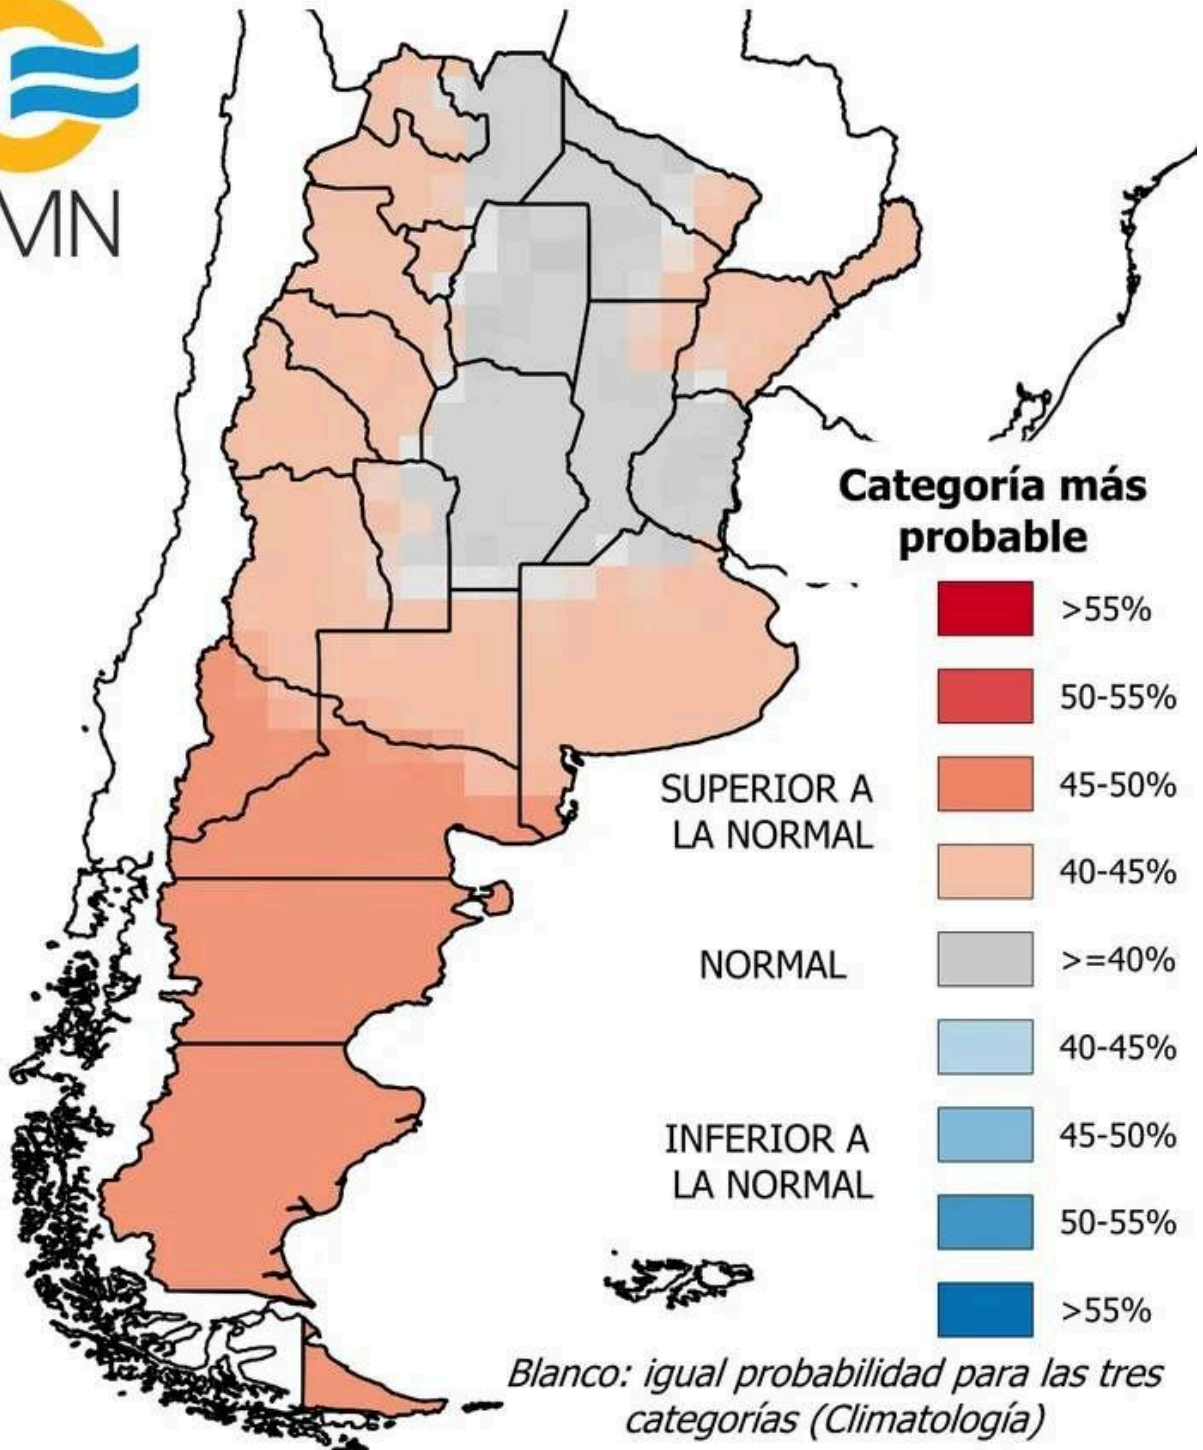 MN
Categoría más
probable
>55%
50-55%
SUPERIOR A
LA NORMAL
45-50%
40-45%
NORMAL
>=40%
40-45%
INFERIOR A
LA NORMAL
45-50%
50-55%
>55%
Blanco: igual probabilidad para las tres
categorías (Climatología)